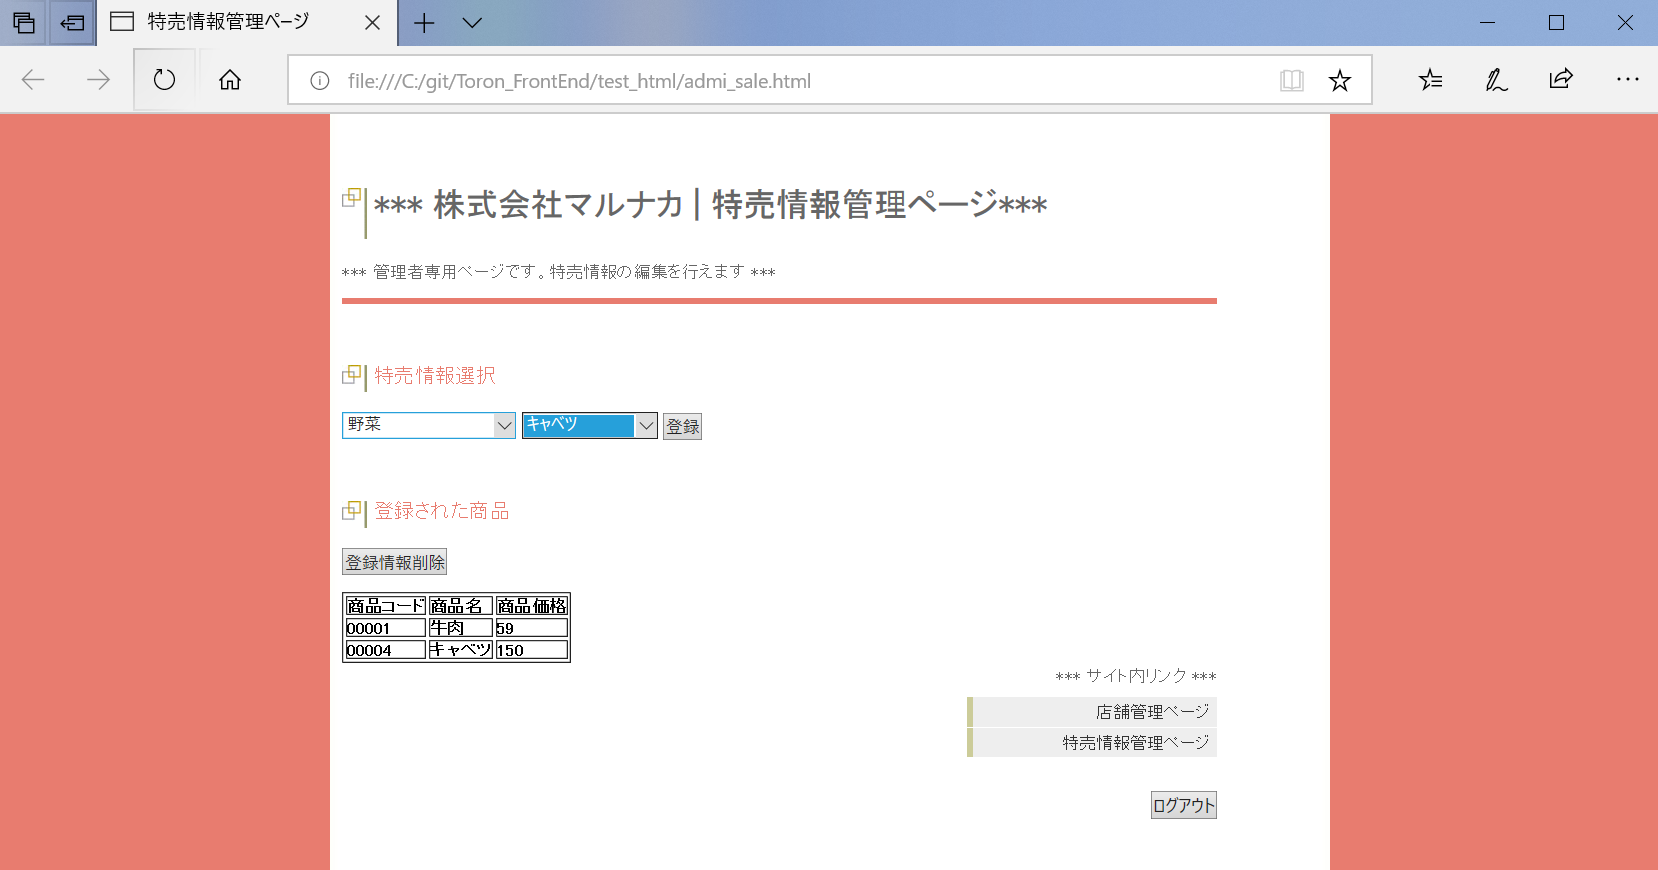 特売情報管理ページ
file:///C:/git/Toron_FrontEnd/test_html/admi_sale.html
*** 株式会社マルナカ | 特売情報管理ページ***
*** 管理者専用ページです。特売情報の編集を行えます ***
特売情報選択
野菜 キャベツ 登録
登録された商品
登録情報削除
商品コード 商品名 商品価格
00001 牛肉 59
00004 キャベツ 150
*** サイト内リンク ***
店舗管理ページ
特売情報管理ページ
ログアウト